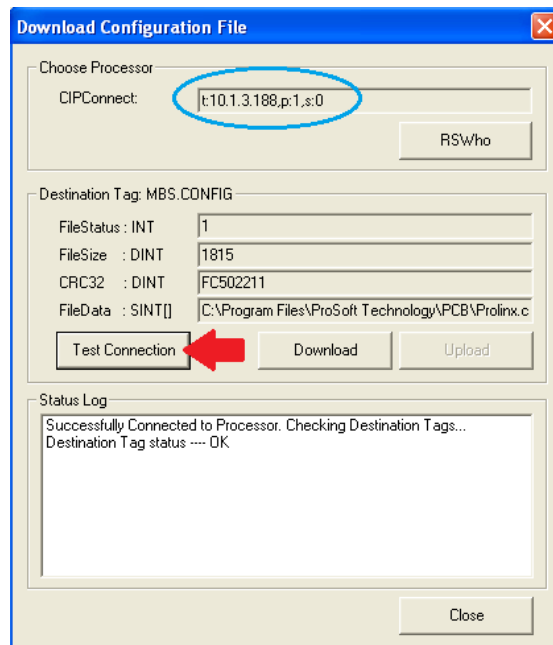 Download Configuration File
Choose Processor
CIPConnect: t:10.1.3.188,p:1,s:0
RSWho
Destination Tag: MBS.CONFIG
FileStatus : INT 1
FileSize : DINT 1815
CRC32 : DINT FC502211
FileData : SINT[] C:\Program Files\ProSoft Technology\PCB\Prolinx.c
Test Connection Download Upload
Status Log
Successfully Connected to Processor. Checking Destination Tags...
Destination Tag status ---- OK
Close